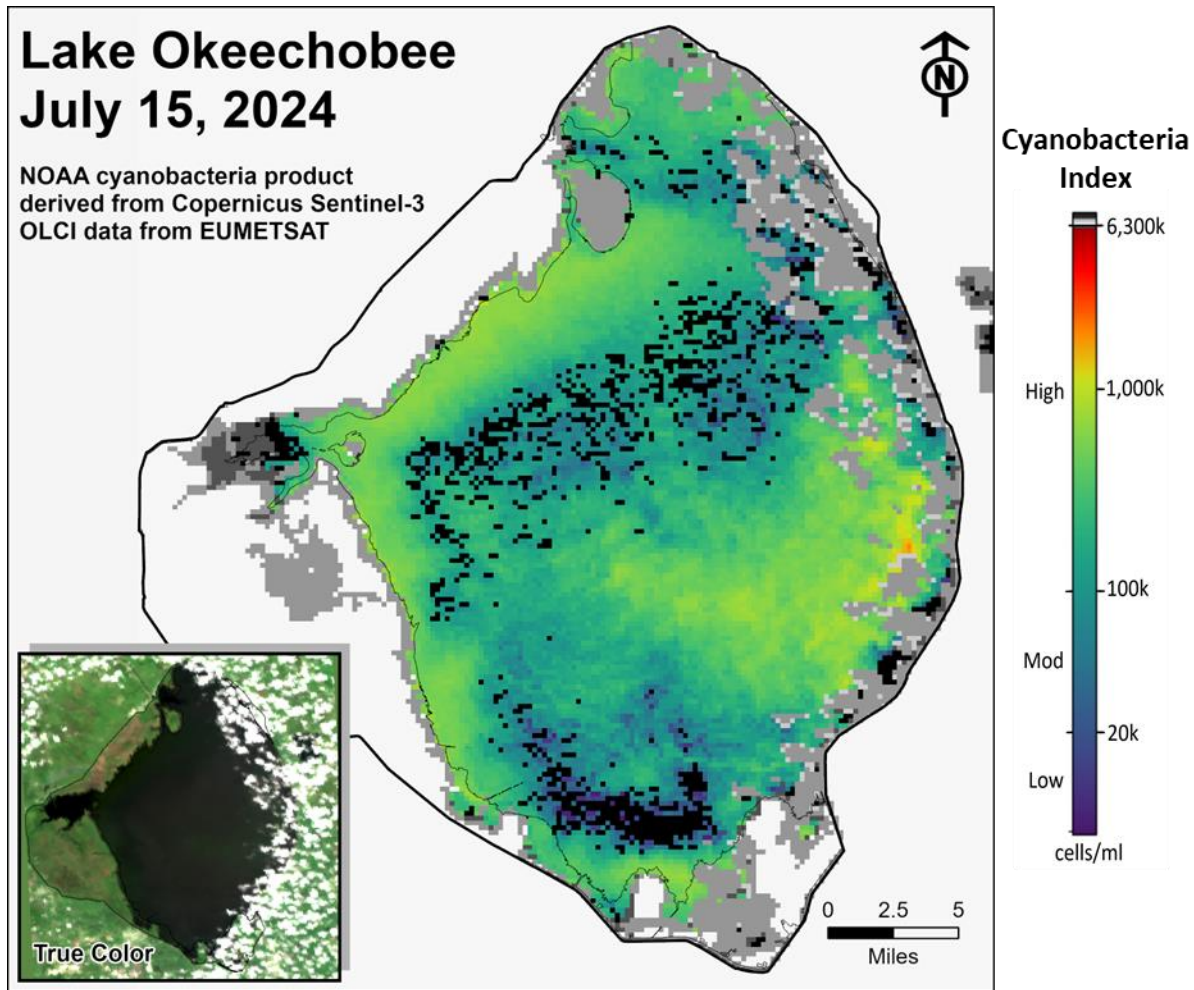 Lake Okeechobee
July 15, 2024
NOAA cyanobacteria product
derived from Copernicus Sentinel-3
OLCI data from EUMETSAT
N
Cyanobacteria
Index
6,300k
High
1,000k
100k
Mod
20k
Low
cells/ml
True Color
0 2.5 5
Miles